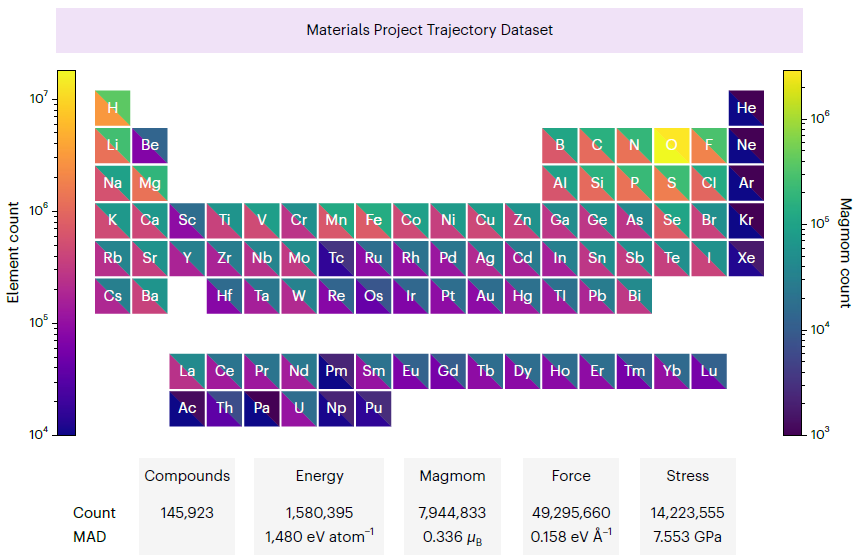 Materials Project Trajectory Dataset
10⁷
10⁶
10⁵
10⁴
Element count
H He
Li Be B C N O F Ne
Na Mg Al Si P S Cl Ar
K Ca Sc Ti V Cr Mn Fe Co Ni Cu Zn Ga Ge As Se Br Kr
Rb Sr Y Zr Nb Mo Tc Ru Rh Pd Ag Cd In Sn Sb Te I Xe
Cs Ba Hf Ta W Re Os Ir Pt Au Hg Tl Pb Bi
La Ce Pr Nd Pm Sm Eu Gd Tb Dy Ho Er Tm Yb Lu
Ac Th Pa U Np Pu
10⁶
10⁵
10⁴
10³
Magmom count
Compounds Energy Magmom Force Stress
Count 145,923 1,580,395 7,944,833 49,295,660 14,223,555
MAD 1,480 eV atom⁻¹ 0.336 μB 0.158 eV Å⁻¹ 7.553 GPa